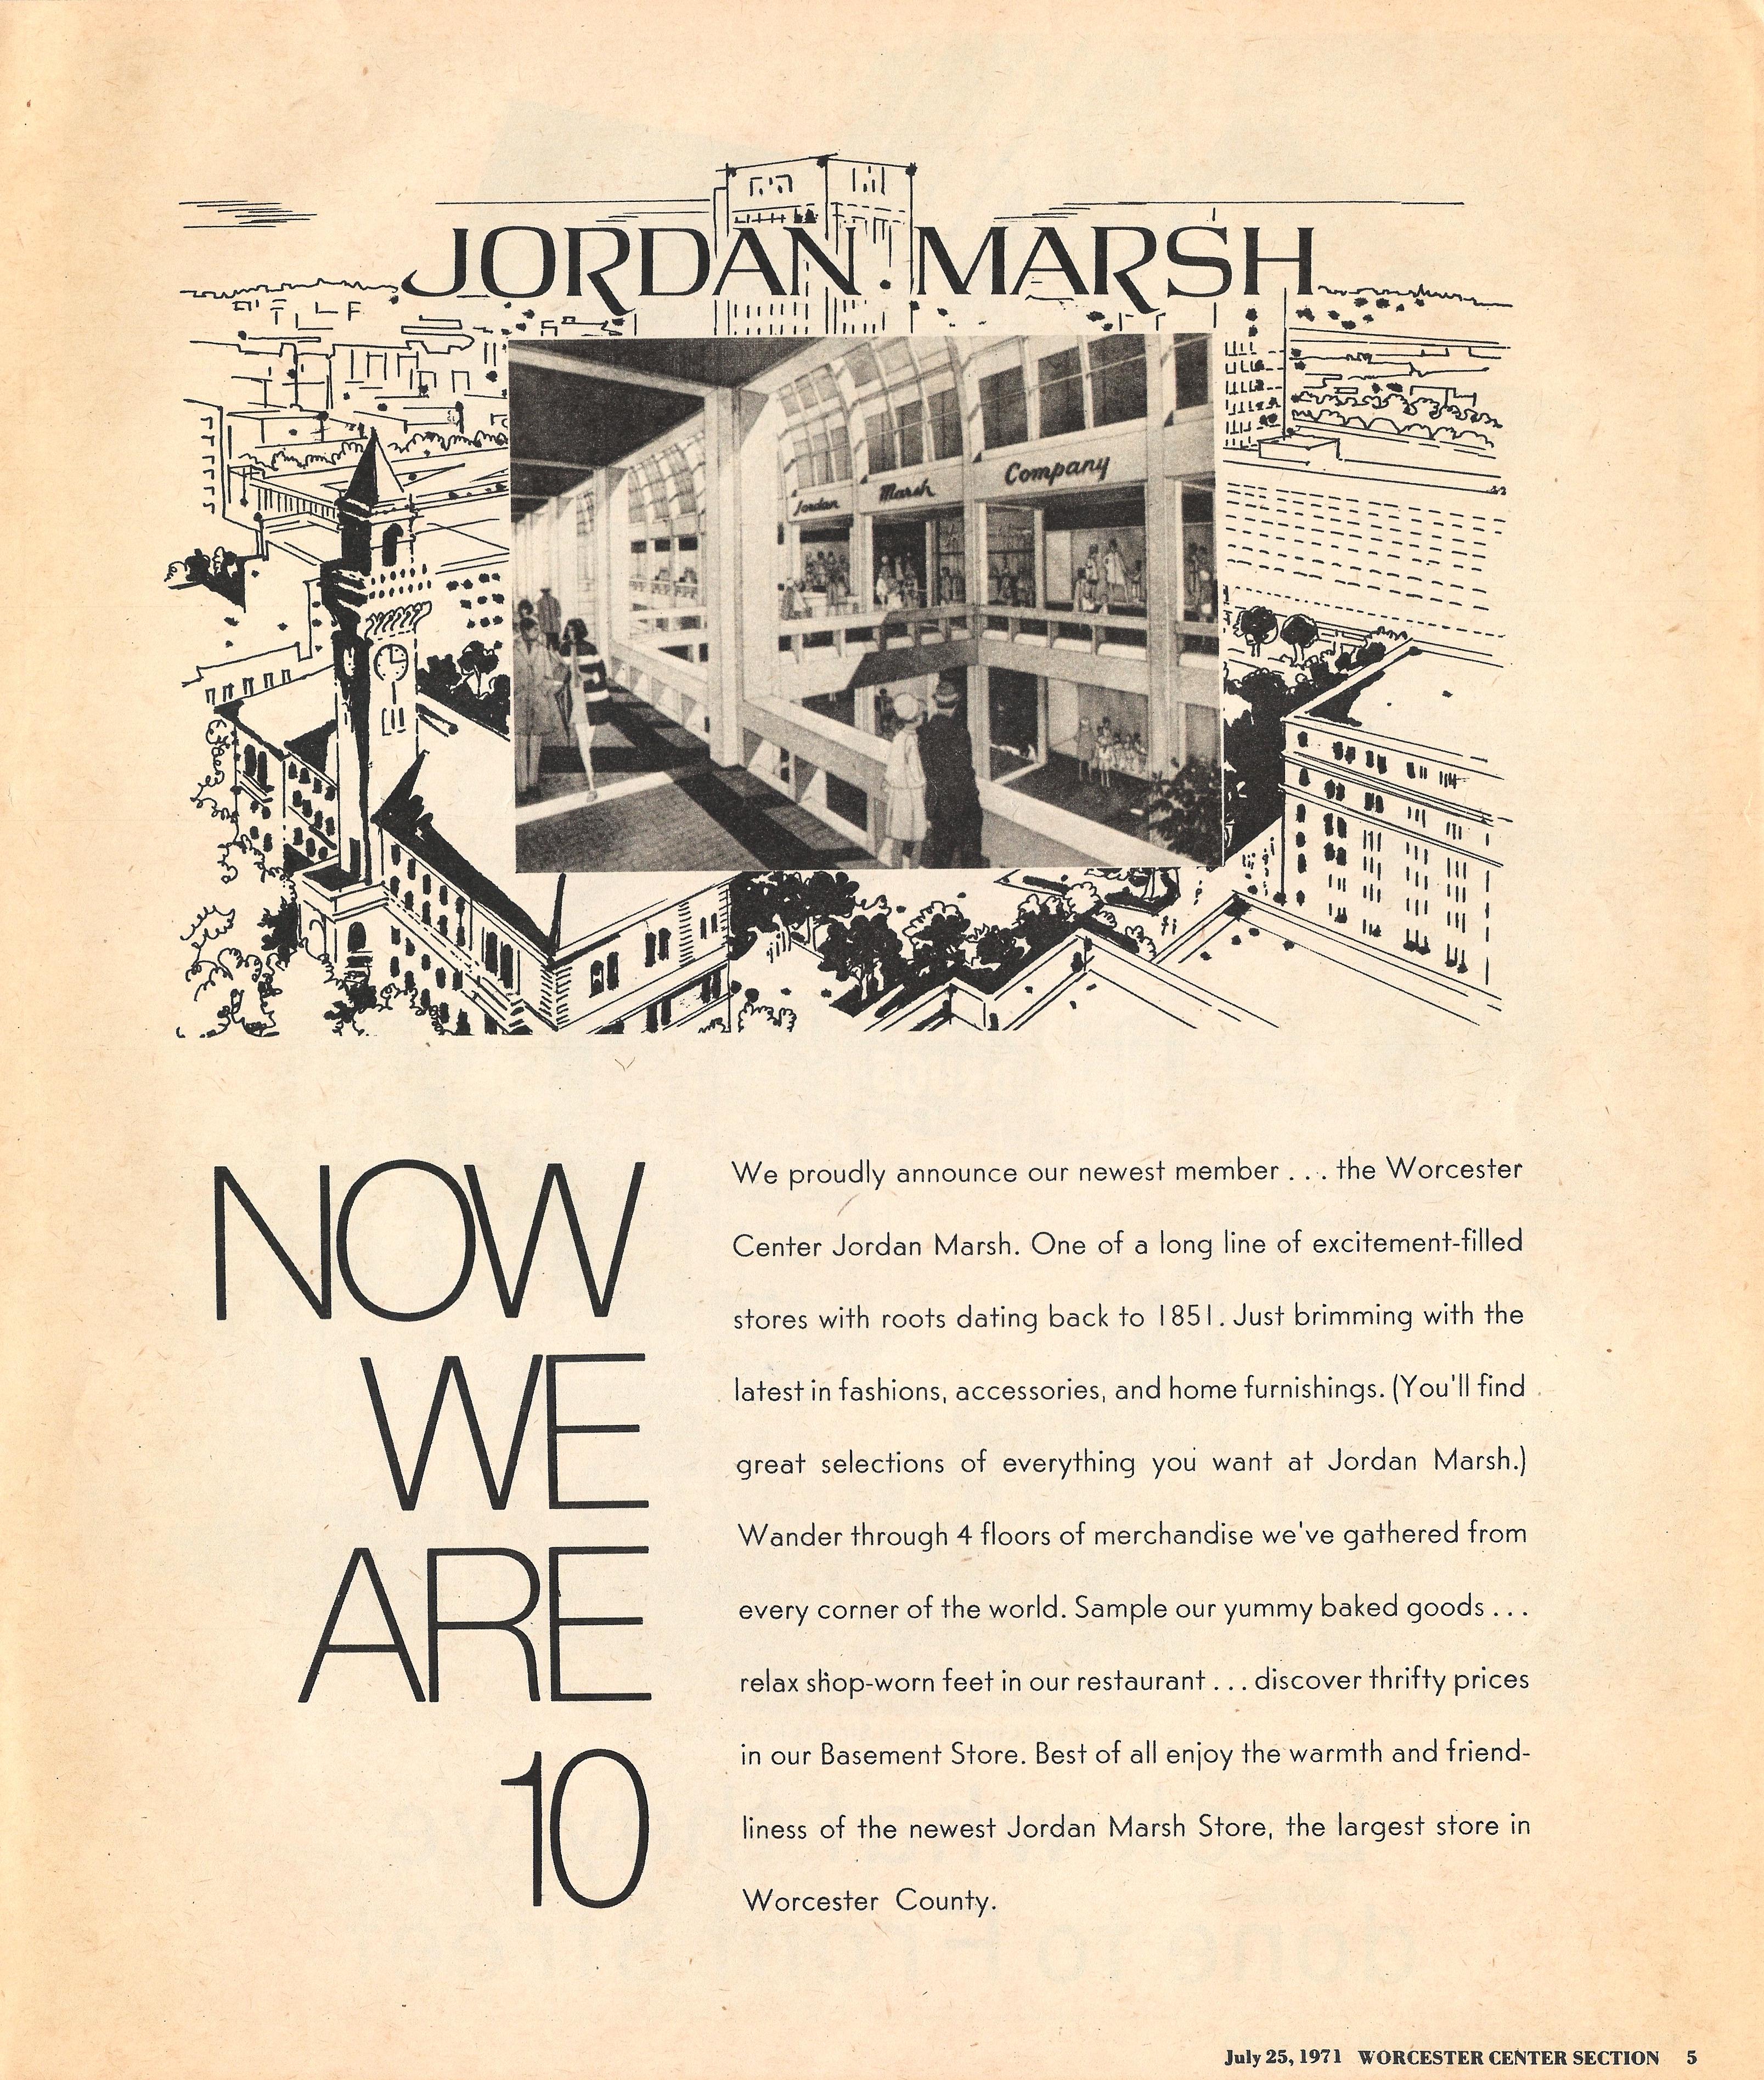 JORDAN MARSH
Jordan Marsh Company
NOW
WE
ARE
10
We proudly announce our newest member . . . the Worcester
Center Jordan Marsh. One of a long line of excitement-filled
stores with roots dating back to 1851. Just brimming with the
latest in fashions, accessories, and home furnishings. (You'll find
great selections of everything you want at Jordan Marsh.)
Wander through 4 floors of merchandise we've gathered from
every corner of the world. Sample our yummy baked goods . . .
relax shop-worn feet in our restaurant . . . discover thrifty prices
in our Basement Store. Best of all enjoy the warmth and friend-
liness of the newest Jordan Marsh Store, the largest store in
Worcester County.
July 25, 1971 WORCESTER CENTER SECTION 5